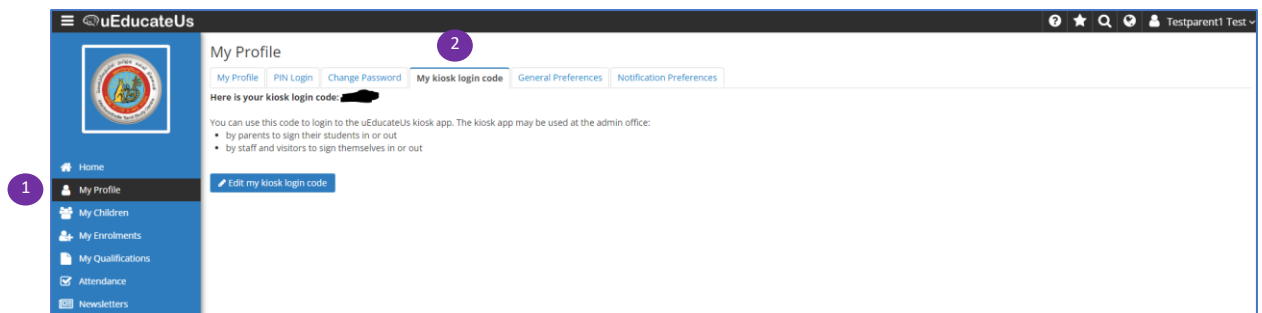 uEducateUs
Testparent1 Test
2
My Profile
My Profile PIN Login Change Password My kiosk login code General Preferences Notification Preferences
Here is your kiosk login code:
You can use this code to login to the uEducateUs kiosk app. The kiosk app may be used at the admin office:
• by parents to sign their students in or out
• by staff and visitors to sign themselves in or out
Edit my kiosk login code
Home
1
My Profile
My Children
My Enrolments
My Qualifications
Attendance
Newsletters